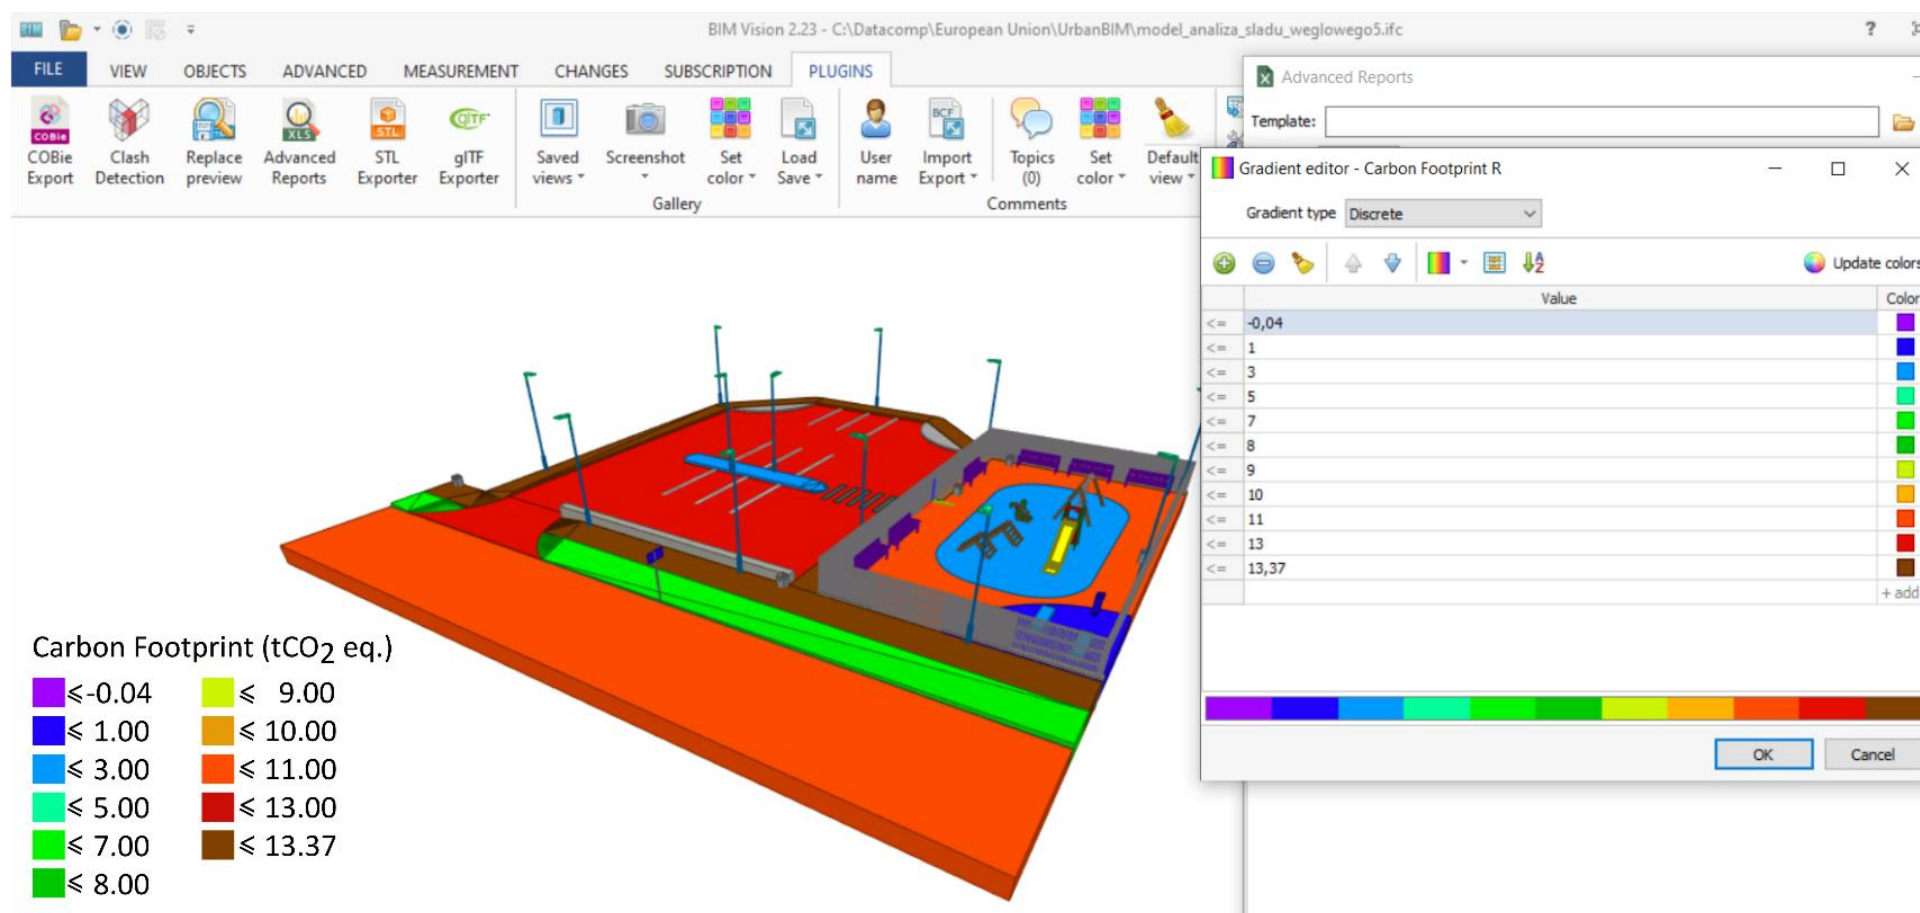 BIM Vision 2.23 - C:\Datacomp\European Union\UrbanBIM\model_analiza_sladu_weglowego5.ifc
?
FILE VIEW OBJECTS ADVANCED MEASUREMENT CHANGES SUBSCRIPTION PLUGINS
COBie
COBie Export
Clash Detection
Replace preview
XLS
Advanced Reports
STL
STL Exporter
glTF
glTF Exporter
Saved views
Screenshot
Set color
Load Save
User name
BCF
Import Export
Topics (0)
Set color
Default view
Gallery
Comments
Advanced Reports
Template:
Gradient editor - Carbon Footprint R
Gradient type Discrete
Update colors
Value Color
<= -0,04
<= 1
<= 3
<= 5
<= 7
<= 8
<= 9
<= 10
<= 11
<= 13
<= 13,37
+ add
OK Cancel
Carbon Footprint (tCO2 eq.)
⩽-0.04
⩽ 1.00
⩽ 3.00
⩽ 5.00
⩽ 7.00
⩽ 8.00
⩽ 9.00
⩽ 10.00
⩽ 11.00
⩽ 13.00
⩽ 13.37